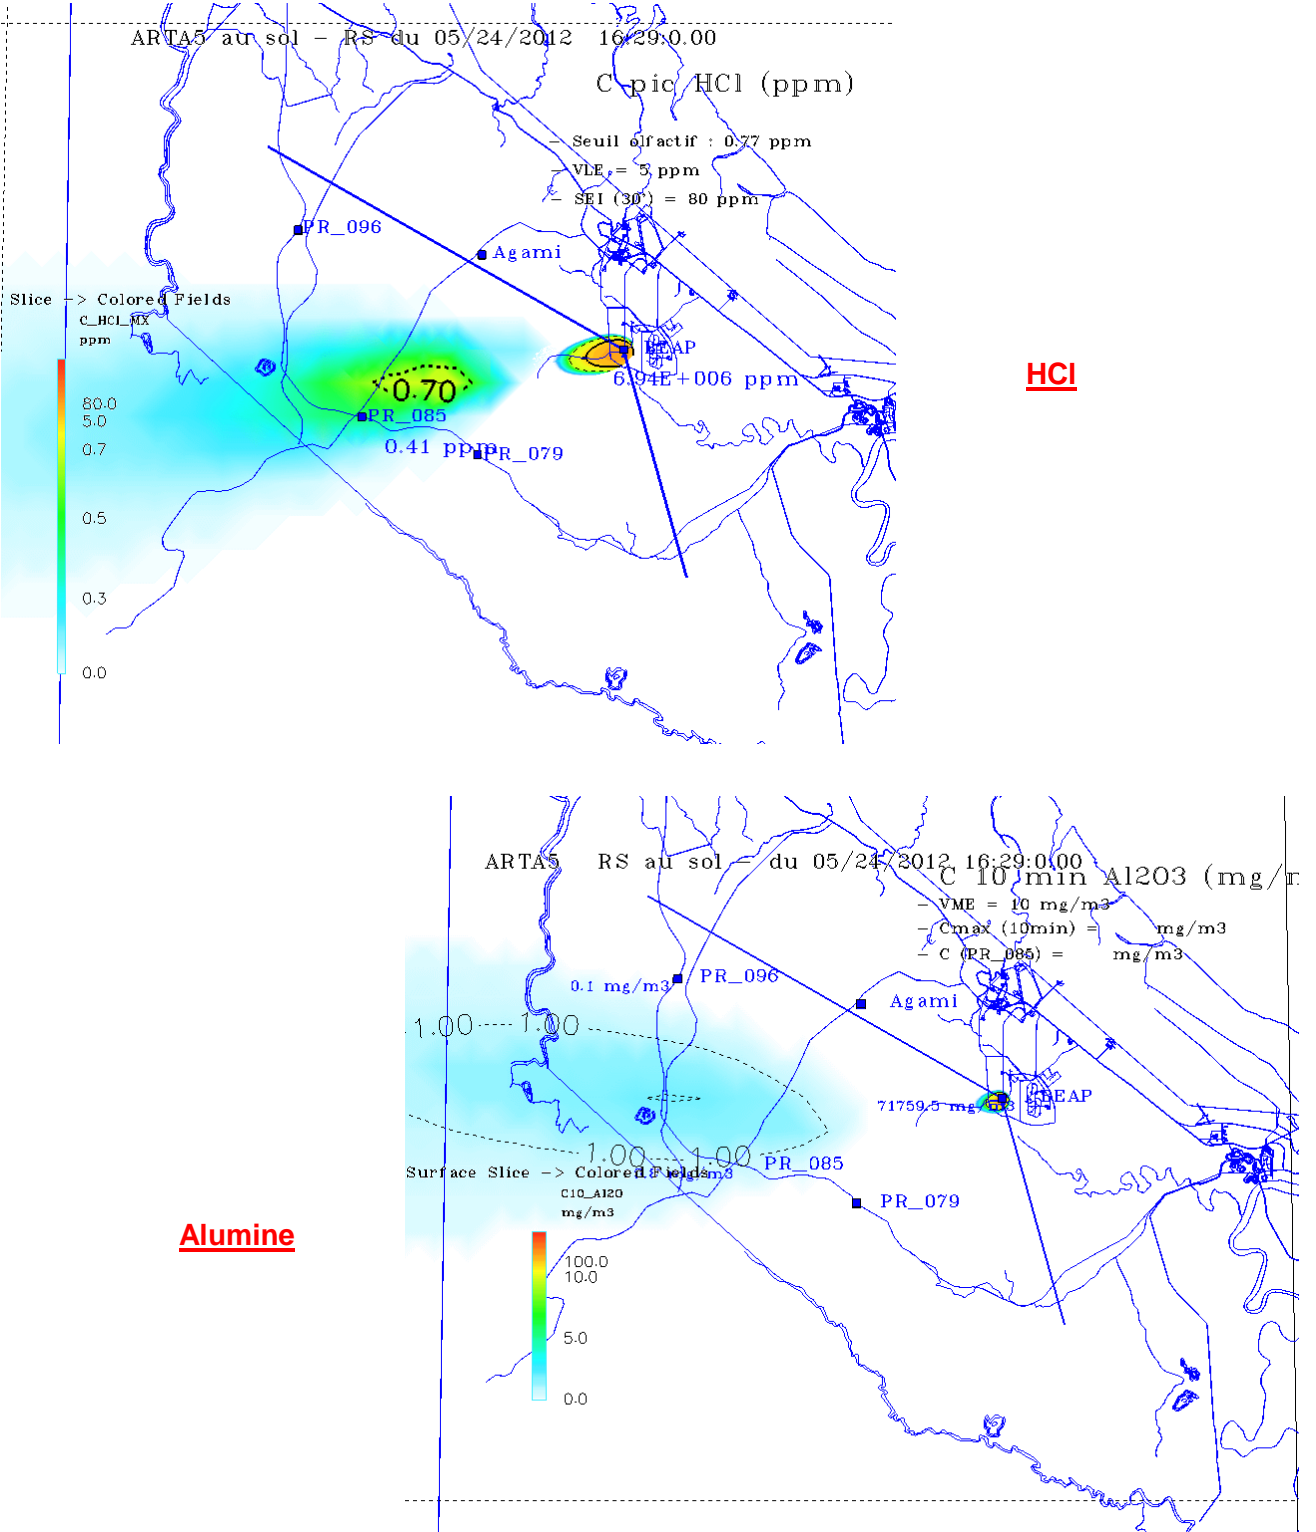 ARTA5 au sol - RS du 05/24/2012 16:29:0.00
C pic HCl (ppm)
- Seuil olfactif : 0.77 ppm
- VLE = 5 ppm
- SEI (30') = 80 ppm
PR_096
Agami
Slice -> Colored Fields
C_HCl_MX
ppm
BEAP
6.94E+006 ppm
HCl
0.70
80.0
5.0
PR_085
0.7
0.41 ppm
PR_079
0.5
0.3
0.0
ARTA5 RS au sol - du 05/24/2012 16:29:0.00
C 10 min Al2O3 (mg/m
- VME = 10 mg/m3
- Cmax (10min) = mg/m3
- C (PR_085) = mg/m3
PR_096
0.1 mg/m3
Agami
1.00
1.00
BEAP
71759.5 mg/m3
1.00
1.00
PR_085
Surface Slice -> Colored Fields
mg/m3
C10_Al2O
mg/m3
PR_079
Alumine
100.0
10.0
5.0
0.0